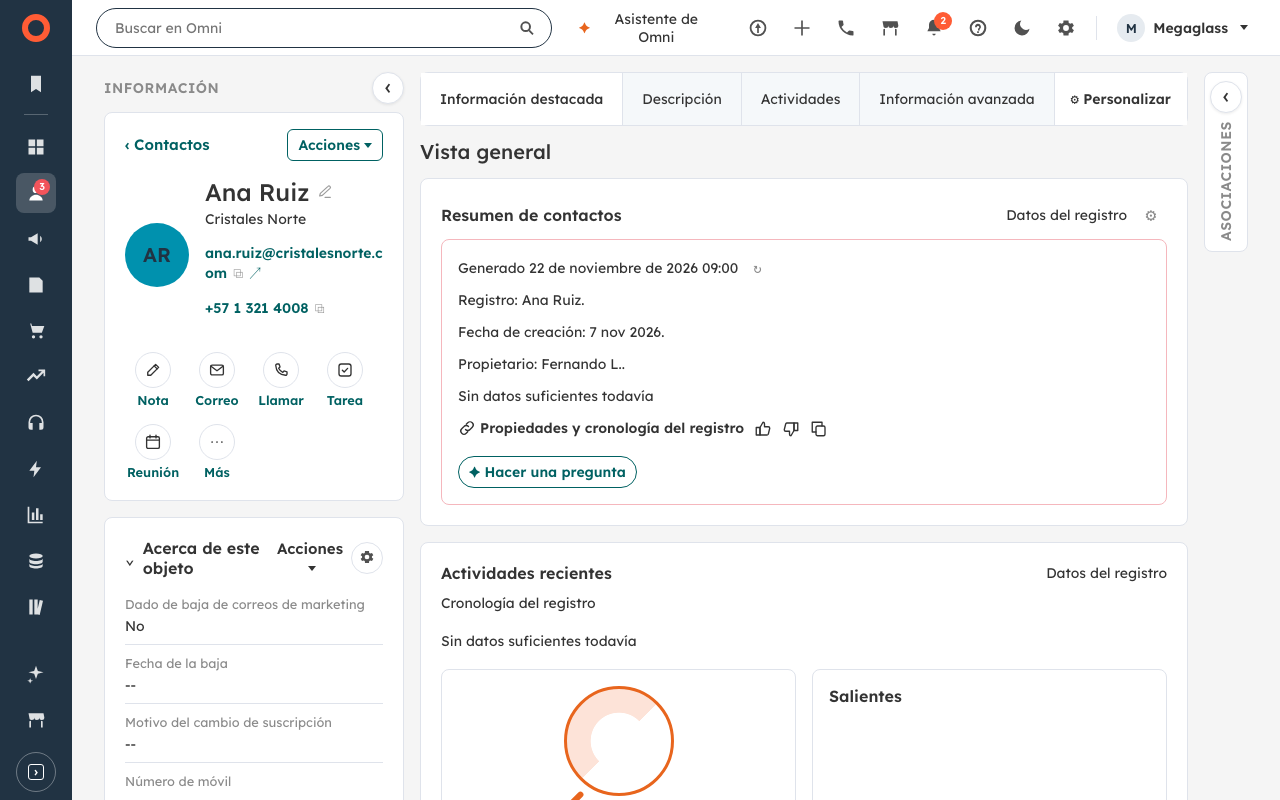 Buscar en Omni
Asistente de
Omni
2
M
Megaglass
3
INFORMACIÓN
‹ Contactos
Acciones
Ana Ruiz
Cristales Norte
AR
ana.ruiz@cristalesnorte.c
om
+57 1 321 4008
Nota
Correo
Llamar
Tarea
Reunión
Más
Acerca de este
objeto
Acciones
Dado de baja de correos de marketing
No
Fecha de la baja
--
Motivo del cambio de suscripción
--
Número de móvil
Información destacada
Descripción
Actividades
Información avanzada
Personalizar
Vista general
Resumen de contactos
Datos del registro
Generado 22 de noviembre de 2026 09:00
Registro: Ana Ruiz.
Fecha de creación: 7 nov 2026.
Propietario: Fernando L..
Sin datos suficientes todavía
Propiedades y cronología del registro
Hacer una pregunta
Actividades recientes
Datos del registro
Cronología del registro
Sin datos suficientes todavía
Salientes
ASOCIACIONES